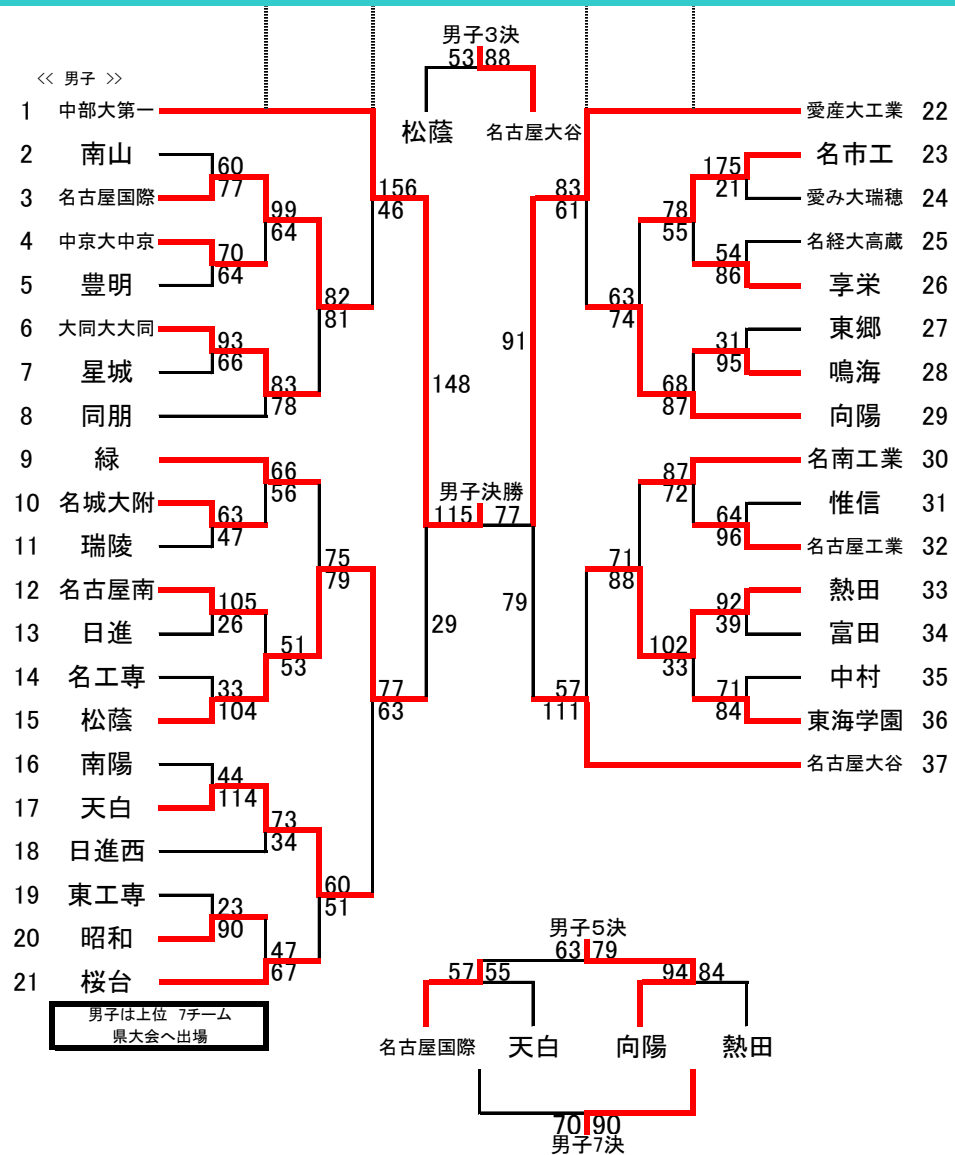 男子3決
53 88
松蔭 名古屋大谷
<< 男子 >>
1 中部大第一
2 南山
3 名古屋国際
4 中京大中京
5 豊明
6 大同大大同
7 星城
8 同朋
9 緑
10 名城大附
11 瑞陵
12 名古屋南
13 日進
14 名工専
15 松蔭
16 南陽
17 天白
18 日進西
19 東工専
20 昭和
21 桜台
60
77
70
64
93
66
63
47
105
26
33
104
44
114
23
90
99
64
83
78
66
56
51
53
73
34
47
67
82
81
75
79
60
51
156
46
77
63
148
29
男子決勝
115 77
91
79
83
61
57
111
63
74
71
88
78
55
68
87
87
72
102
33
175
21
54
86
31
95
64
96
92
39
71
84
愛産大工業 22
名市工 23
愛み大瑞穂 24
名経大高蔵 25
享栄 26
東郷 27
鳴海 28
向陽 29
名南工業 30
惟信 31
名古屋工業 32
熱田 33
富田 34
中村 35
東海学園 36
名古屋大谷 37
男子は上位 7チーム
県大会へ出場
男子5決
63 79
57 55 94 84
名古屋国際 天白 向陽 熱田
70 90
男子7決